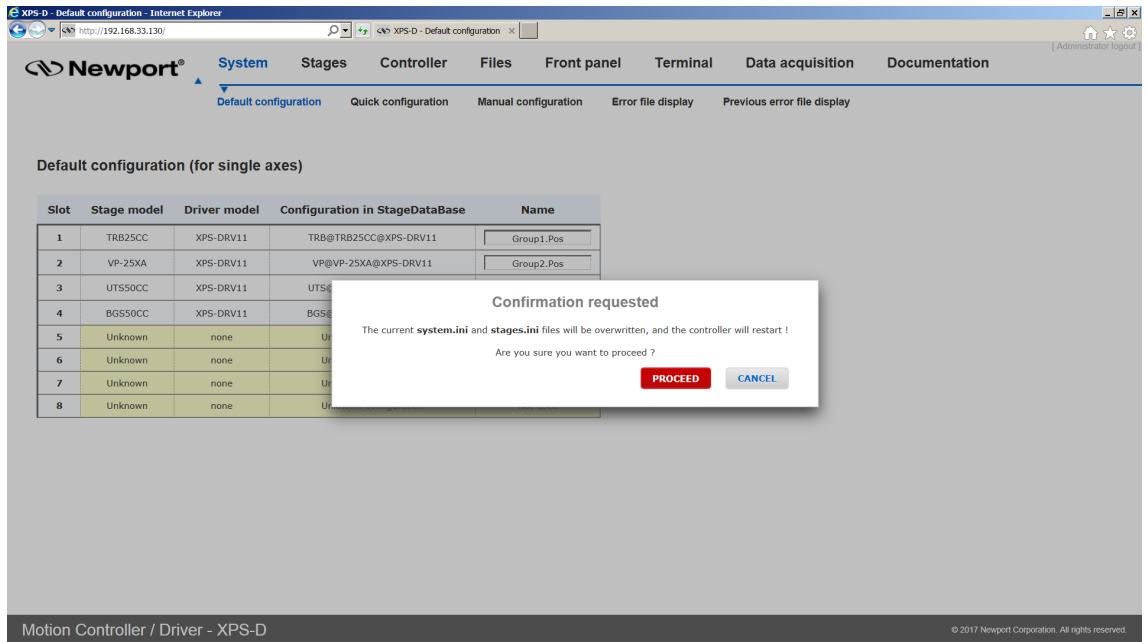 XPS-D - Default configuration - Internet Explorer
http://192.168.33.130/
XPS-D - Default configuration
[ Administrator logout ]
Newport®
System Stages Controller Files Front panel Terminal Data acquisition Documentation
Default configuration Quick configuration Manual configuration Error file display Previous error file display
Default configuration (for single axes)
Slot Stage model Driver model Configuration in StageDataBase Name
1 TRB25CC XPS-DRV11 TRB@TRB25CC@XPS-DRV11 Group1.Pos
2 VP-25XA XPS-DRV11 VP@VP-25XA@XPS-DRV11 Group2.Pos
3 UTS50CC XPS-DRV11
4 BGS50CC XPS-DRV11
5 Unknown none
6 Unknown none
7 Unknown none
8 Unknown none
Confirmation requested
The current system.ini and stages.ini files will be overwritten, and the controller will restart !
Are you sure you want to proceed ?
PROCEED CANCEL
Motion Controller / Driver - XPS-D
© 2017 Newport Corporation. All rights reserved.